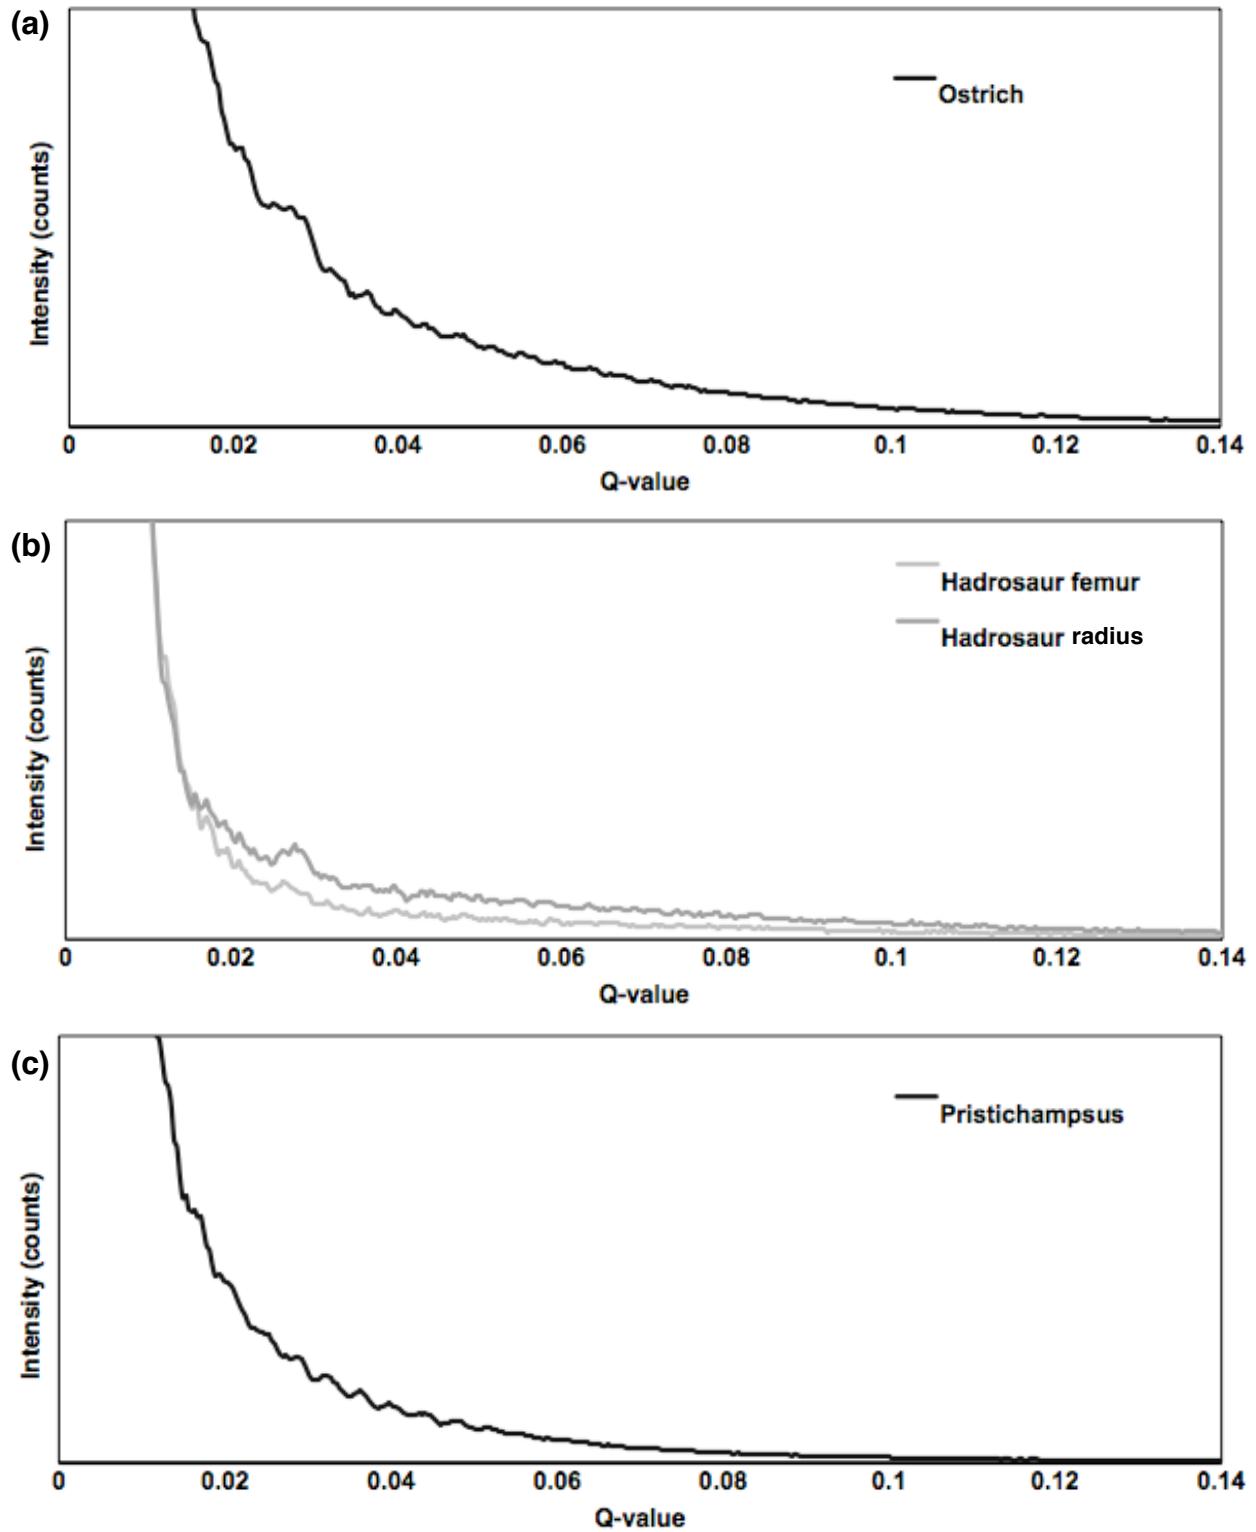 (a)
Ostrich
Intensity (counts)
0 0.02 0.04 0.06 0.08 0.1 0.12 0.14
Q-value
(b)
Hadrosaur femur
Hadrosaur radius
Intensity (counts)
0 0.02 0.04 0.06 0.08 0.1 0.12 0.14
Q-value
(c)
Pristichampsus
Intensity (counts)
0 0.02 0.04 0.06 0.08 0.1 0.12 0.14
Q-value